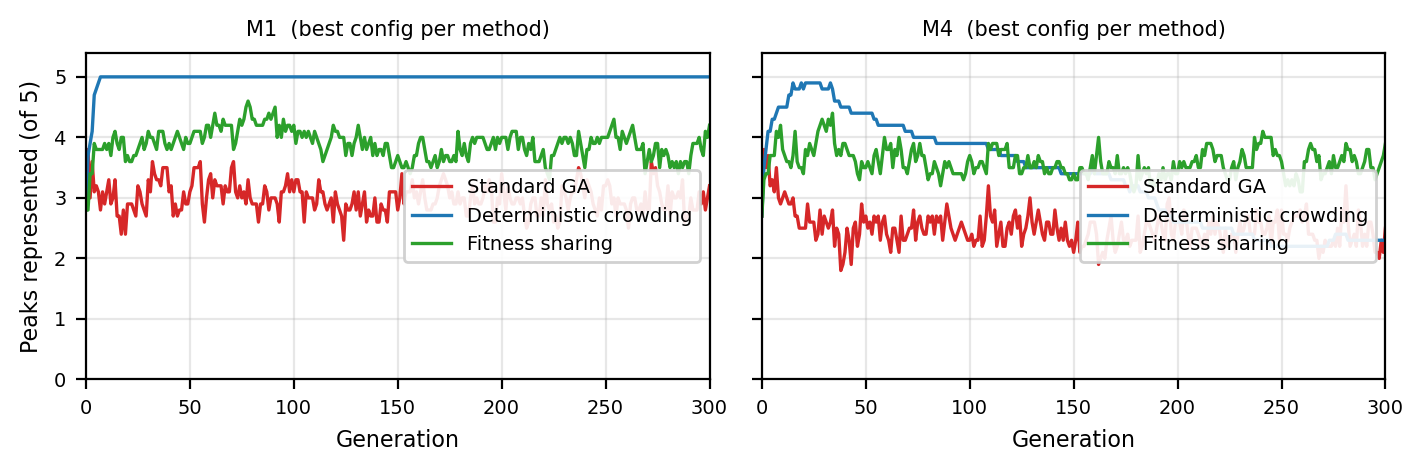 M1  (best config per method)
Peaks represented (of 5)
5
4
3
2
1
0
Standard GA
Deterministic crowding
Fitness sharing
0 50 100 150 200 250 300
Generation
M4  (best config per method)
Standard GA
Deterministic crowding
Fitness sharing
0 50 100 150 200 250 300
Generation